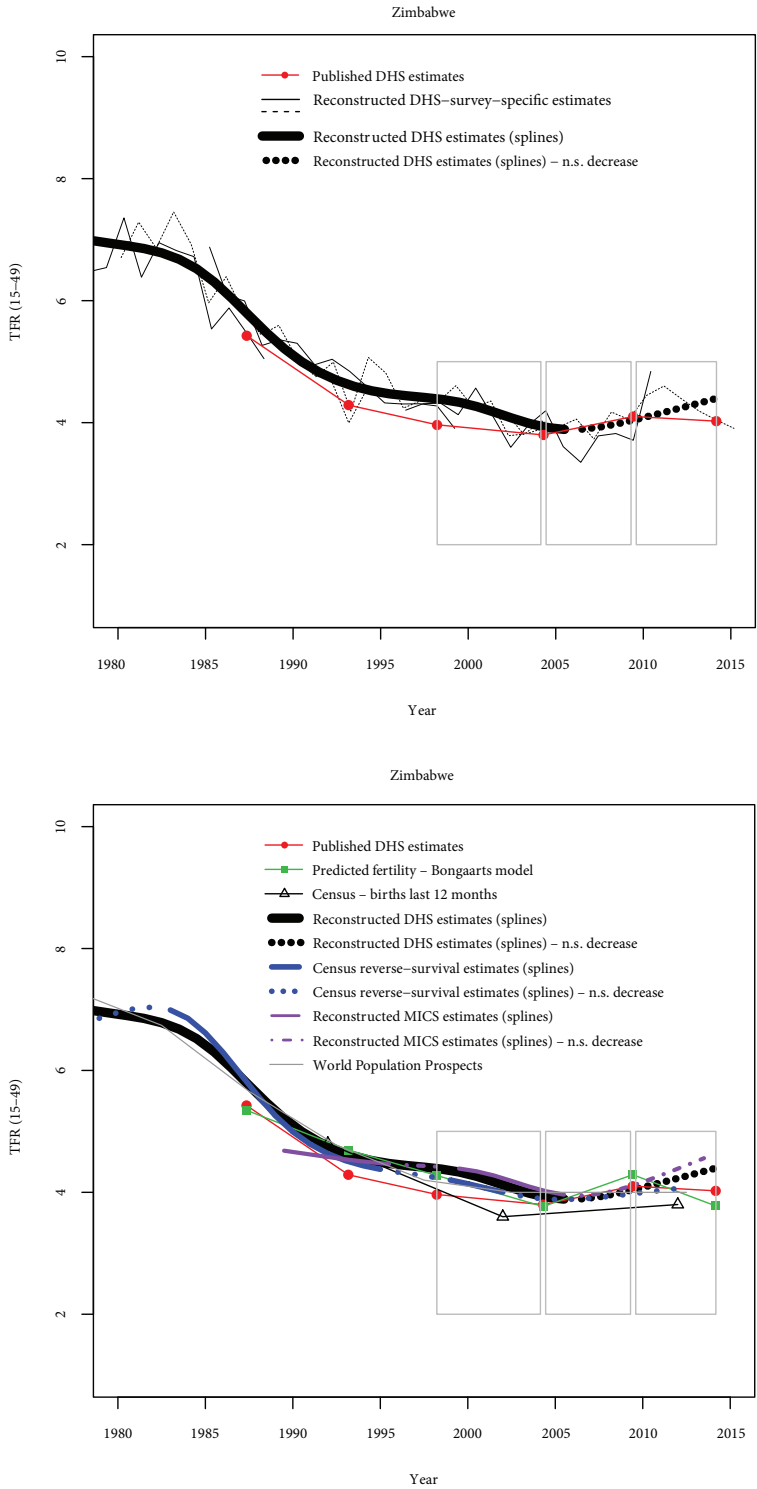 Zimbabwe
10
8
6
4
2
TFR (15–49)
Published DHS estimates
Reconstructed DHS−survey−specific estimates
Reconstructed DHS estimates (splines)
Reconstructed DHS estimates (splines) − n.s. decrease
1980 1985 1990 1995 2000 2005 2010 2015
Year
Zimbabwe
10
8
6
4
2
TFR (15–49)
Published DHS estimates
Predicted fertility − Bongaarts model
Census − births last 12 months
Reconstructed DHS estimates (splines)
Reconstructed DHS estimates (splines) − n.s. decrease
Census reverse−survival estimates (splines)
Census reverse−survival estimates (splines) − n.s. decrease
Reconstructed MICS estimates (splines)
Reconstructed MICS estimates (splines) − n.s. decrease
World Population Prospects
1980 1985 1990 1995 2000 2005 2010 2015
Year